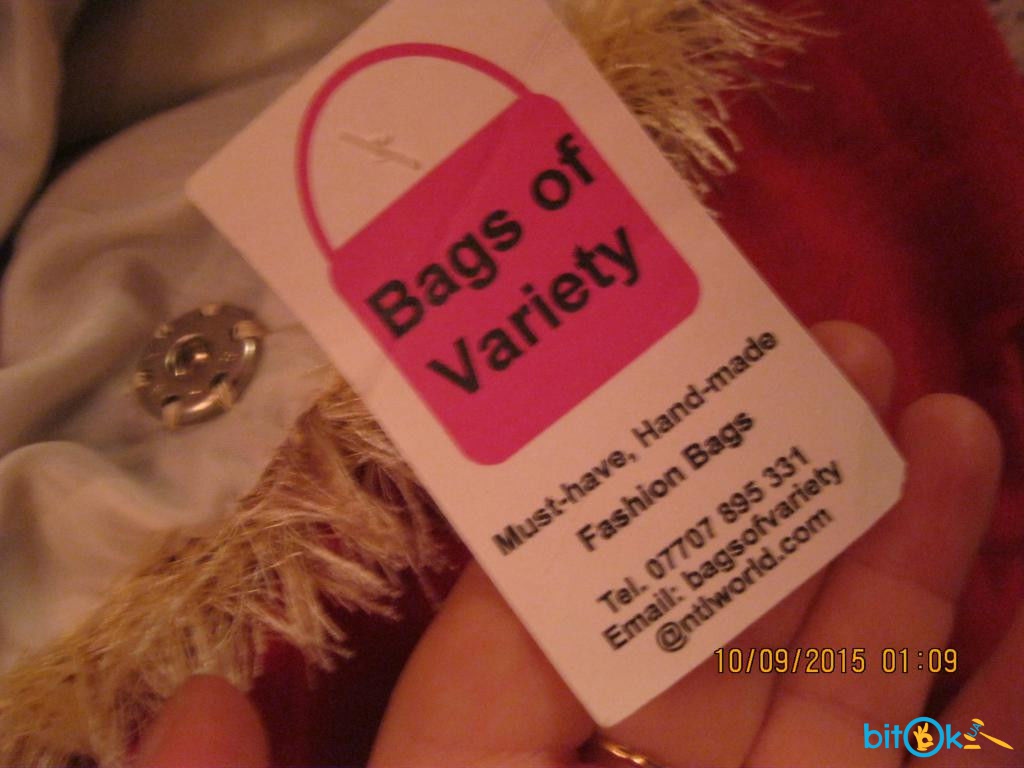 Bags of
Variety
Must-have, Hand-made
Fashion Bags
Tel. 07707 895 331
Email: bagsofvariety
@ntlworld.com
10/09/2015 01:09
bitOk
UA